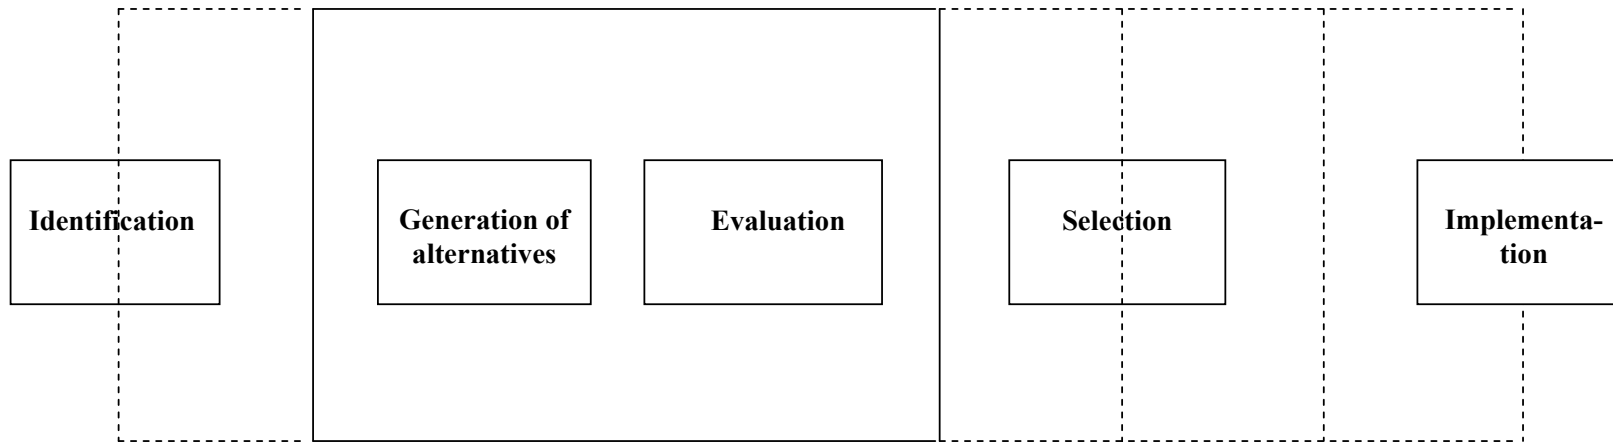 Identification
Generation of
alternatives
Evaluation
Selection
Implementa-
tion